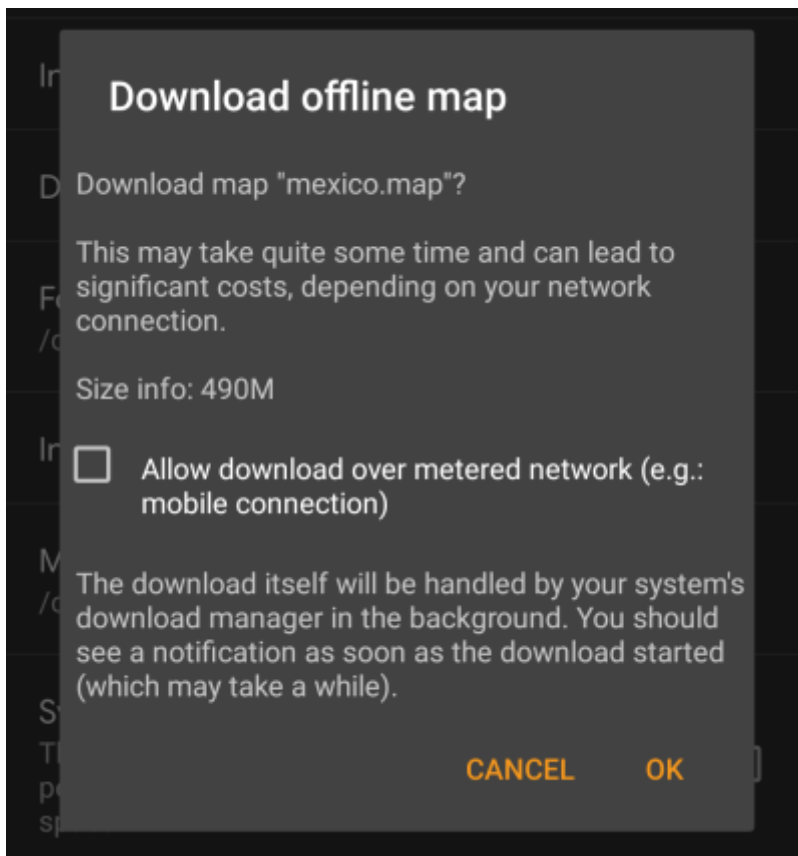 Download offline map
Download map "mexico.map"?
This may take quite some time and can lead to
significant costs, depending on your network
connection.
Size info: 490M
Allow download over metered network (e.g.:
mobile connection)
The download itself will be handled by your system's
download manager in the background. You should
see a notification as soon as the download started
(which may take a while).
CANCEL OK